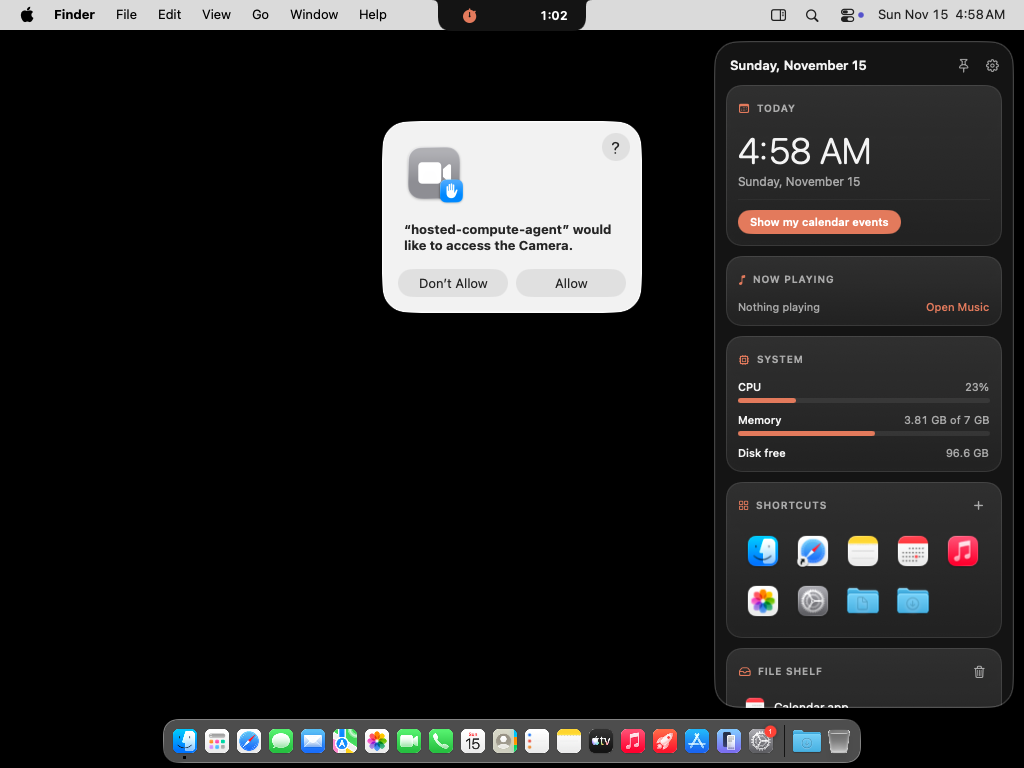 Finder File Edit View Go Window Help
1:02
Sun Nov 15 4:58 AM
Sunday, November 15
TODAY
4:58 AM
Sunday, November 15
Show my calendar events
?
“hosted-compute-agent” would
like to access the Camera.
Don't Allow
Allow
NOW PLAYING
Nothing playing
Open Music
SYSTEM
CPU 23%
Memory 3.81 GB of 7 GB
Disk free 96.6 GB
SHORTCUTS
FILE SHELF
Calendar.app
15
tv
1